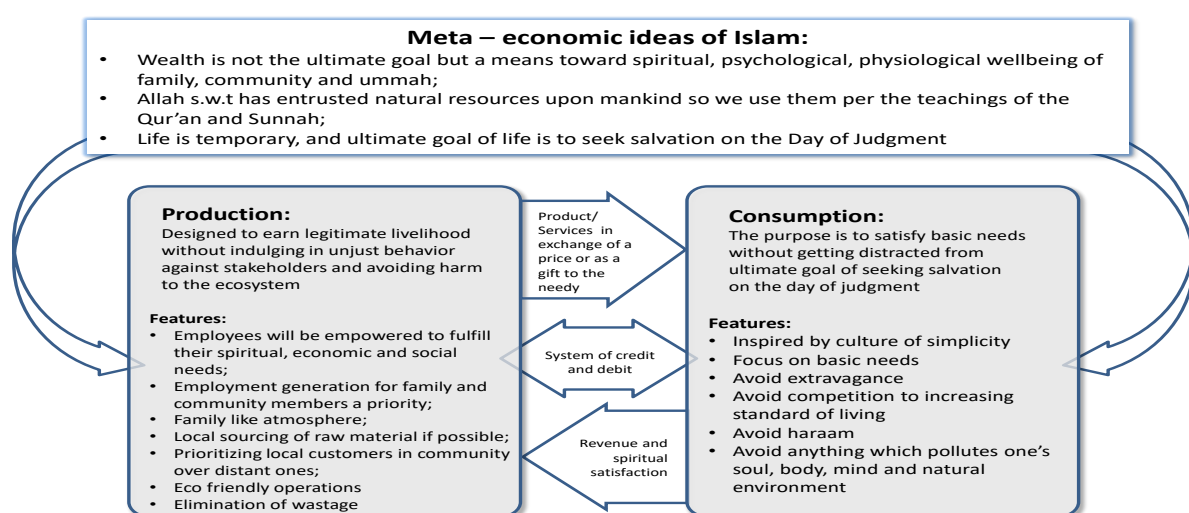 Meta – economic ideas of Islam:
• Wealth is not the ultimate goal but a means toward spiritual, psychological, physiological wellbeing of
family, community and ummah;
• Allah s.w.t has entrusted natural resources upon mankind so we use them per the teachings of the
Qur’an and Sunnah;
• Life is temporary, and ultimate goal of life is to seek salvation on the Day of Judgment
Production:
Designed to earn legitimate livelihood
without indulging in unjust behavior
against stakeholders and avoiding harm
to the ecosystem
Features:
• Employees will be empowered to fulfill
their spiritual, economic and social
needs;
• Employment generation for family and
community members a priority;
• Family like atmosphere;
• Local sourcing of raw material if possible;
• Prioritizing local customers in community
over distant ones;
• Eco friendly operations
• Elimination of wastage
Product/
Services in
exchange of a
price or as a
gift to the
needy
System of credit
and debit
Revenue and
spiritual
satisfaction
Consumption:
The purpose is to satisfy basic needs
without getting distracted from
ultimate goal of seeking salvation
on the day of judgment
Features:
• Inspired by culture of simplicity
• Focus on basic needs
• Avoid extravagance
• Avoid competition to increasing
standard of living
• Avoid haraam
• Avoid anything which pollutes one’s
soul, body, mind and natural
environment